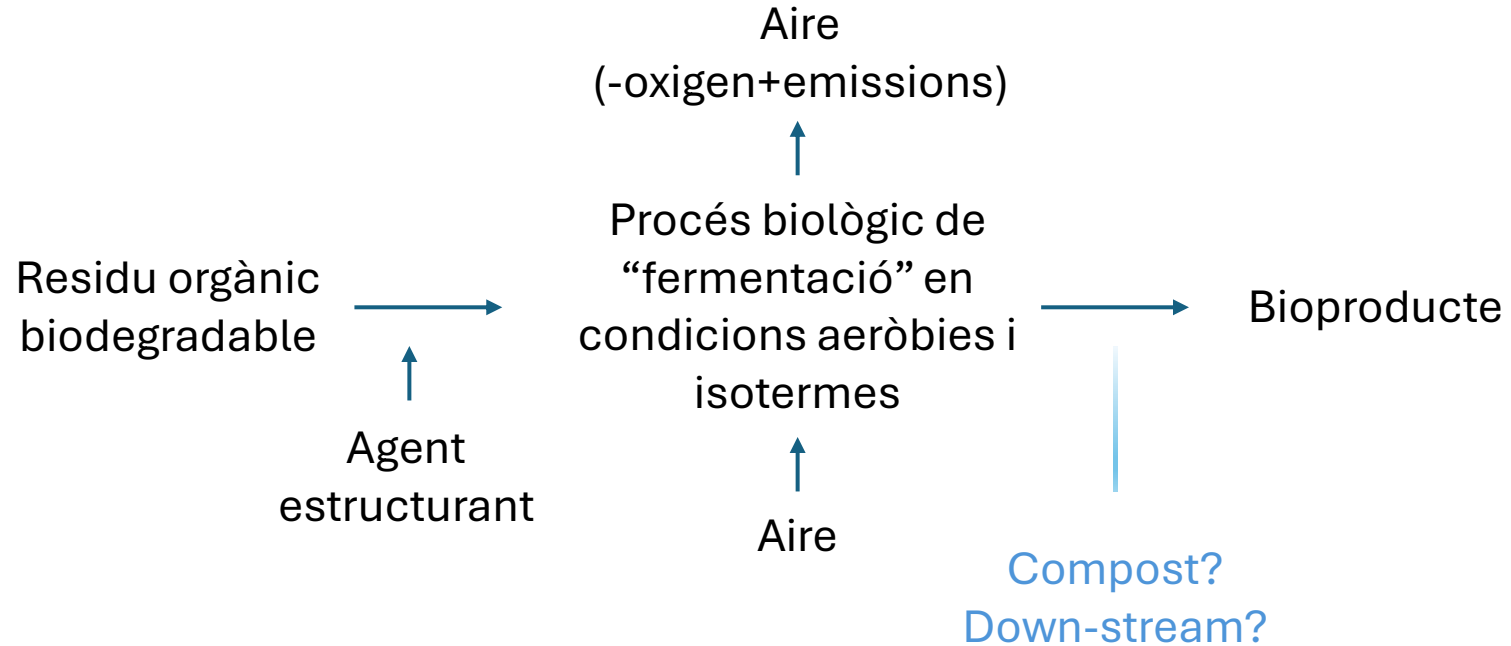 Aire
(-oxigen+emissions)
Residu orgànic
biodegradable
Agent
estructurant
Procés biològic de
“fermentació” en
condicions aeròbies i
isotermes
Aire
Bioproducte
Compost?
Down-stream?